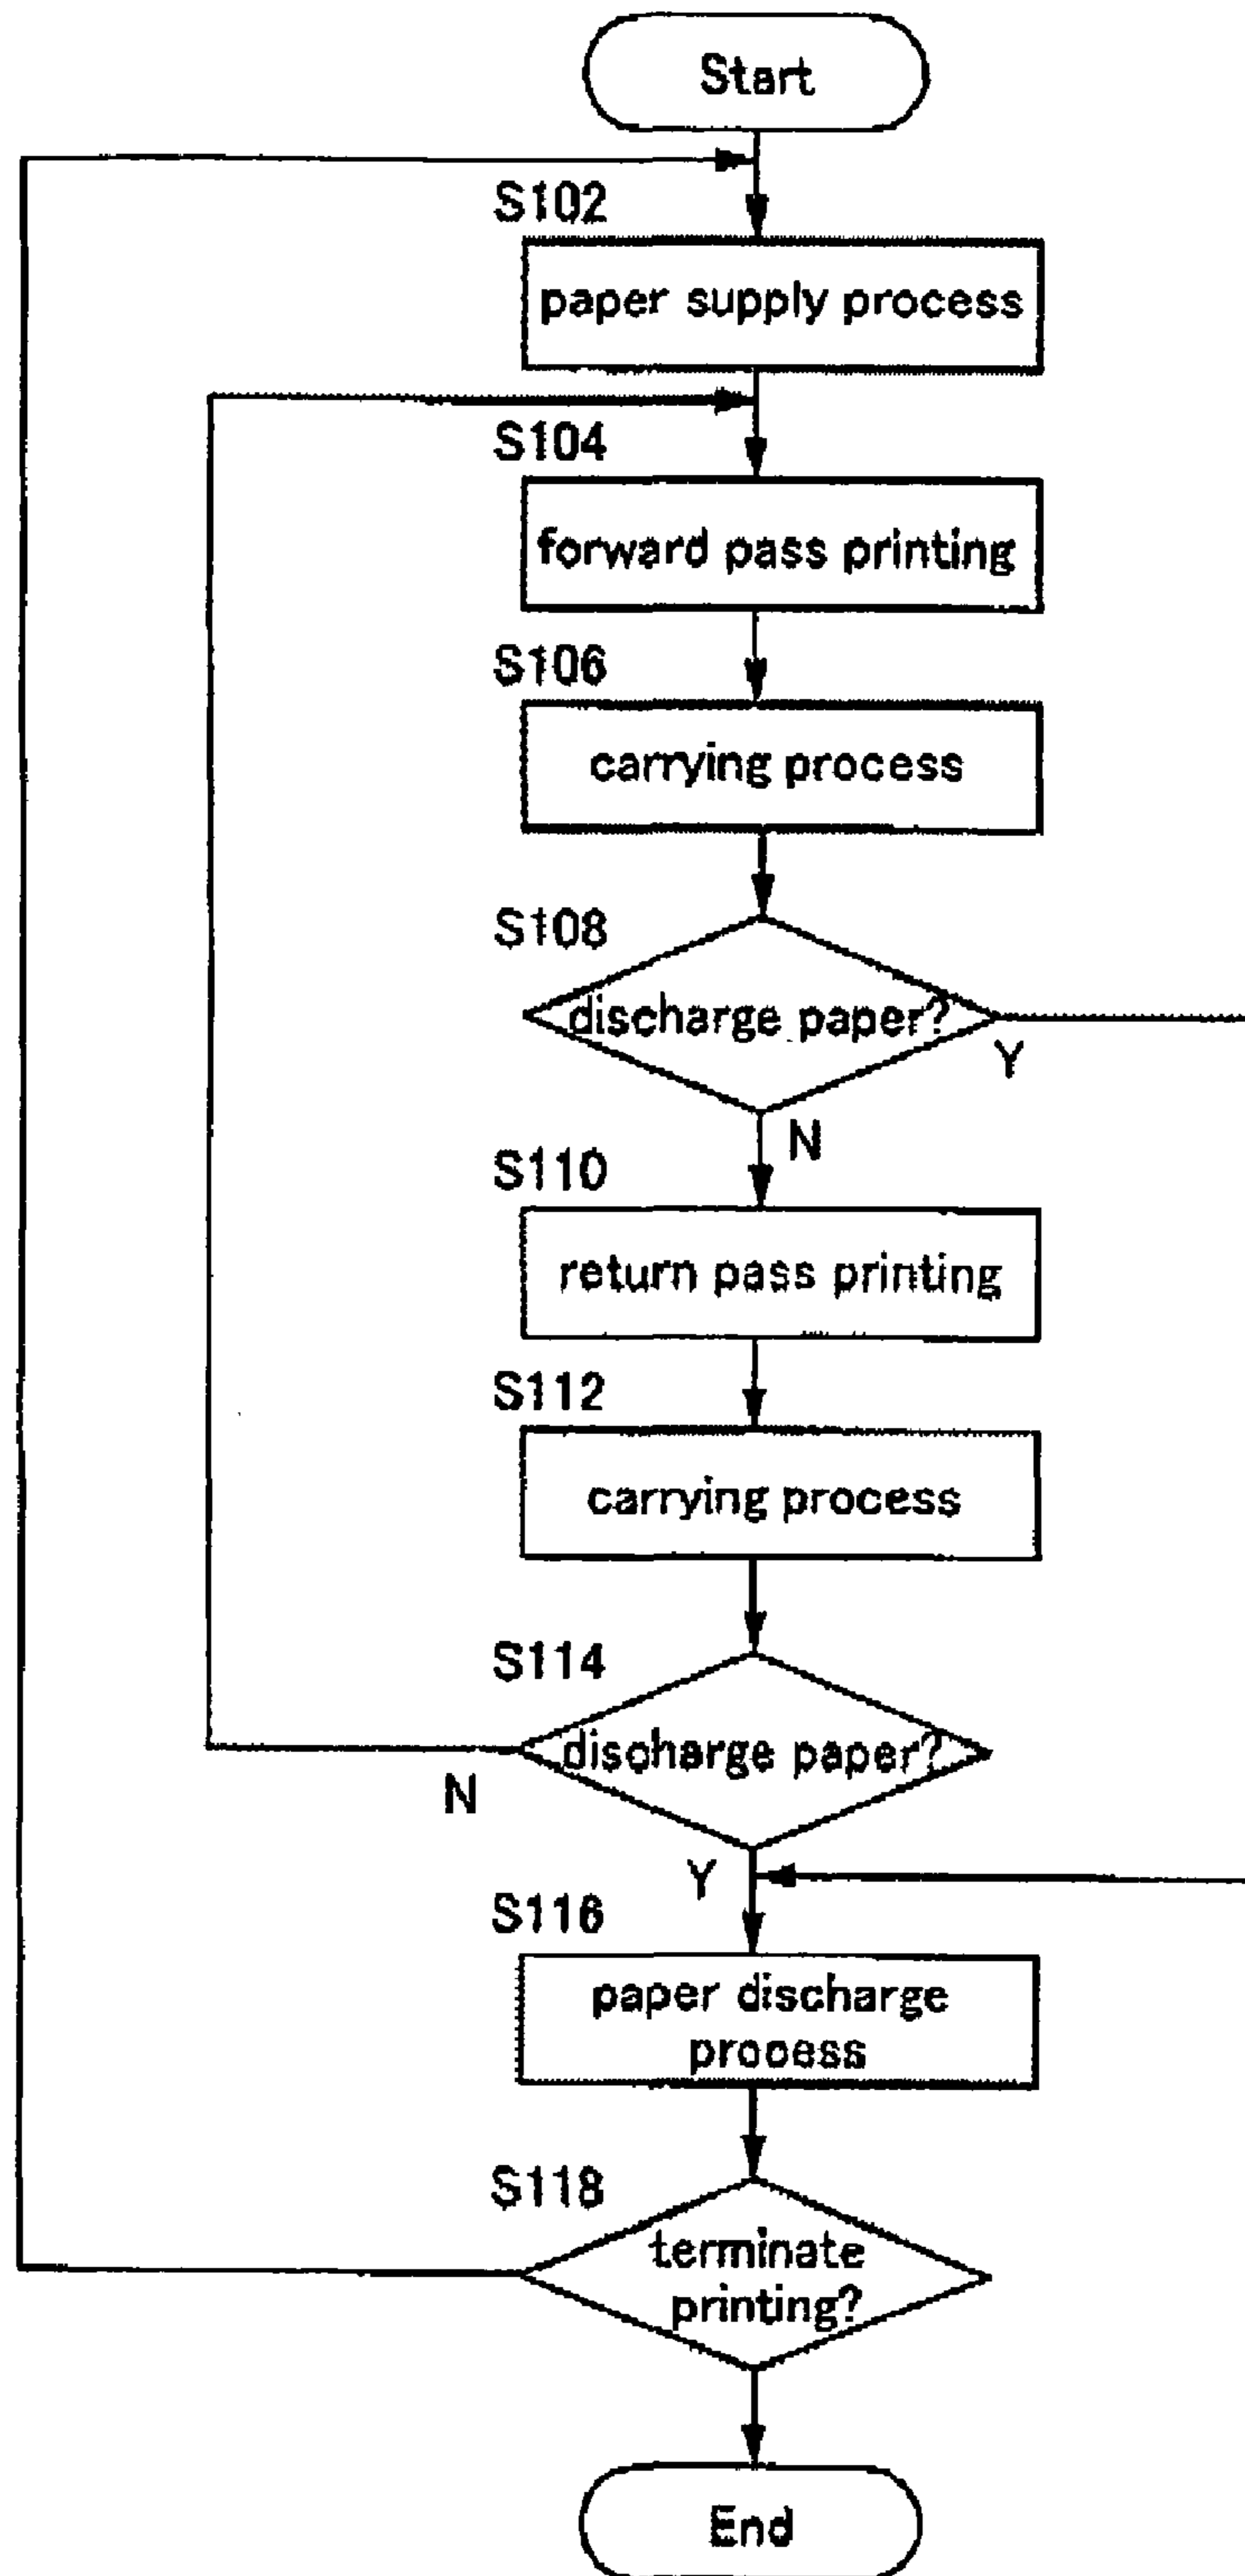 Start
S102
paper supply process
S104
forward pass printing
S106
carrying process
S108
discharge paper?
Y
N
S110
return pass printing
S112
carrying process
S114
discharge paper?
N
Y
S116
paper discharge
process
S118
terminate
printing?
End